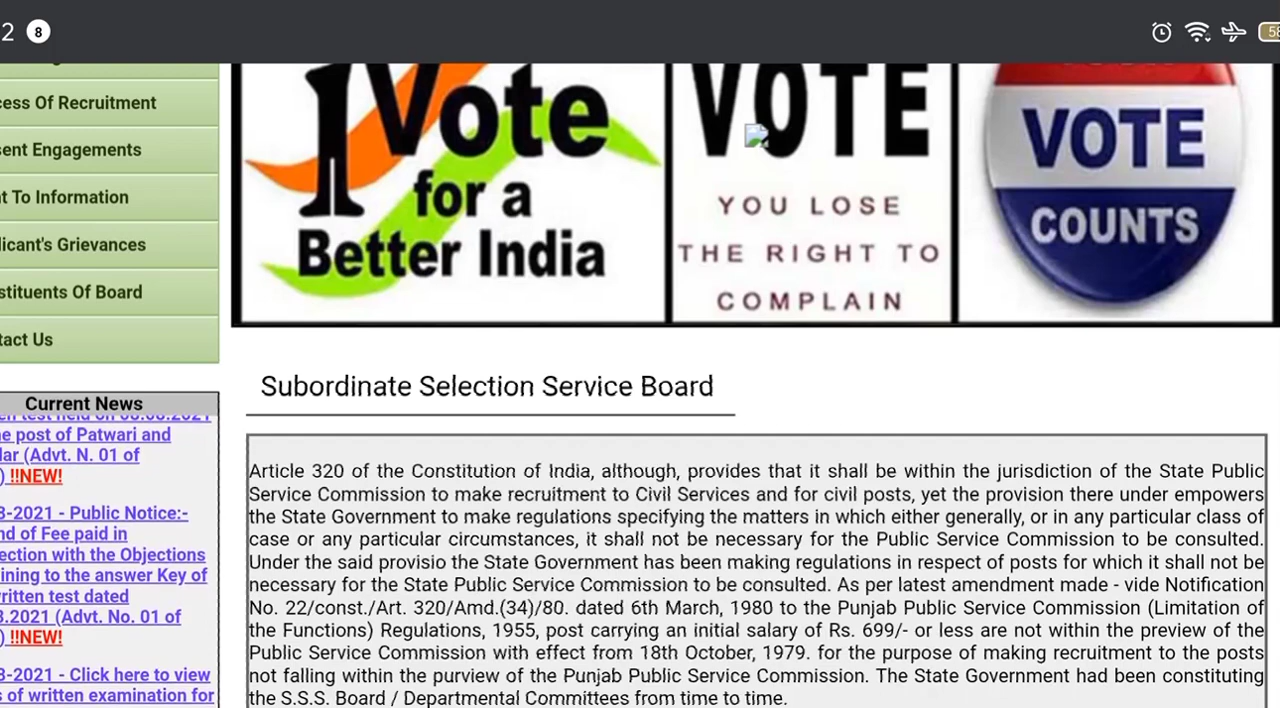 2 8
58
cess Of Recruitment
sent Engagements
nt To Information
licant's Grievances
stituents Of Board
tact Us
I Vote
for a
Better India
VOTE
YOU LOSE
THE RIGHT TO
COMPLAIN
VOTE
COUNTS
Current News
en test held on 08.08.2021
e post of Patwari and
lar (Advt. N. 01 of
) !!NEW!
8-2021 - Public Notice:-
nd of Fee paid in
ection with the Objections
ining to the answer Key of
written test dated
8.2021 (Advt. No. 01 of
) !!NEW!
8-2021 - Click here to view
s of written examination for
Subordinate Selection Service Board
Article 320 of the Constitution of India, although, provides that it shall be within the jurisdiction of the State Public
Service Commission to make recruitment to Civil Services and for civil posts, yet the provision there under empowers
the State Government to make regulations specifying the matters in which either generally, or in any particular class of
case or any particular circumstances, it shall not be necessary for the Public Service Commission to be consulted.
Under the said provisio the State Government has been making regulations in respect of posts for which it shall not be
necessary for the State Public Service Commission to be consulted. As per latest amendment made - vide Notification
No. 22/const./Art. 320/Amd.(34)/80. dated 6th March, 1980 to the Punjab Public Service Commission (Limitation of
the Functions) Regulations, 1955, post carrying an initial salary of Rs. 699/- or less are not within the preview of the
Public Service Commission with effect from 18th October, 1979. for the purpose of making recruitment to the posts
not falling within the purview of the Punjab Public Service Commission. The State Government had been constituting
the S.S.S. Board / Departmental Committees from time to time.